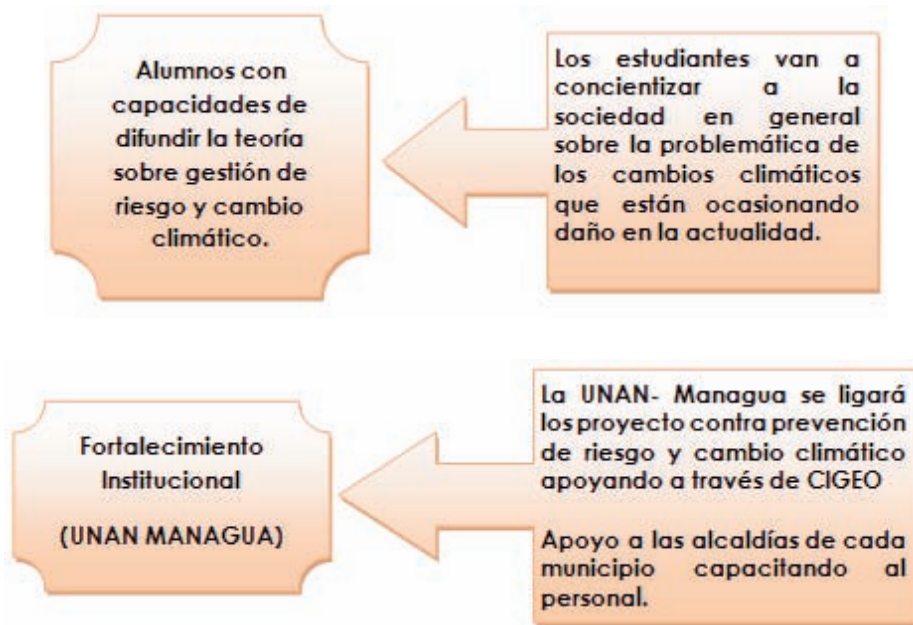 Alumnos con
capacidades de
difundir la teoría
sobre gestión de
riesgo y cambio
climático.
Los estudiantes van a
concientizar a la
sociedad en general
sobre la problemática de
los cambios climáticos
que están ocasionando
daño en la actualidad.
Fortalecimiento
Institucional
(UNAN MANAGUA)
La UNAN- Managua se ligará
los proyecto contra prevención
de riesgo y cambio climático
apoyando a través de CIGEO
Apoyo a las alcaldías de cada
municipio capacitando al
personal.